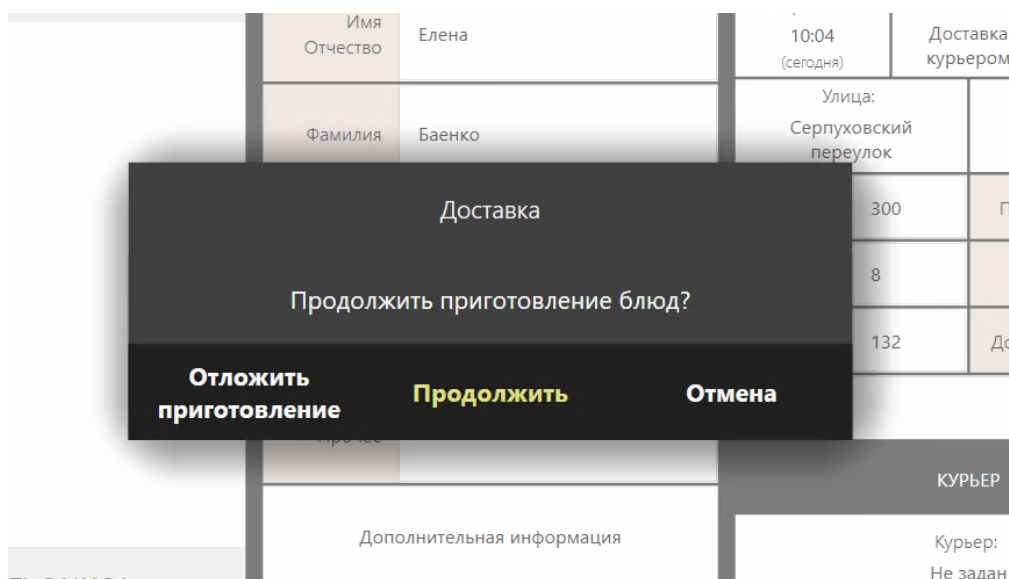 Имя
Отчество
Елена
10:04
(сегодня)
Доставка
курьером
Фамилия
Баенко
Улица:
Серпуховский
переулок
300
П
8
132
До
Доставка
Продолжить приготовление блюд?
Отложить
приготовление
Продолжить
Отмена
КУРЬЕР
Дополнительная информация
Курьер:
Не задан